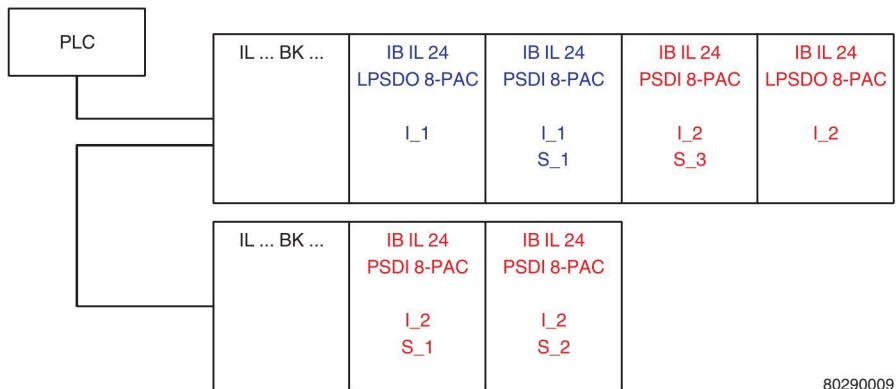 PLC
IL ... BK ...
IB IL 24
LPSDO 8-PAC
I_1
IB IL 24
PSDI 8-PAC
I_1
S_1
IB IL 24
PSDI 8-PAC
I_2
S_3
IB IL 24
LPSDO 8-PAC
I_2
IL ... BK ...
IB IL 24
PSDI 8-PAC
I_2
S_1
IB IL 24
PSDI 8-PAC
I_2
S_2
80290009